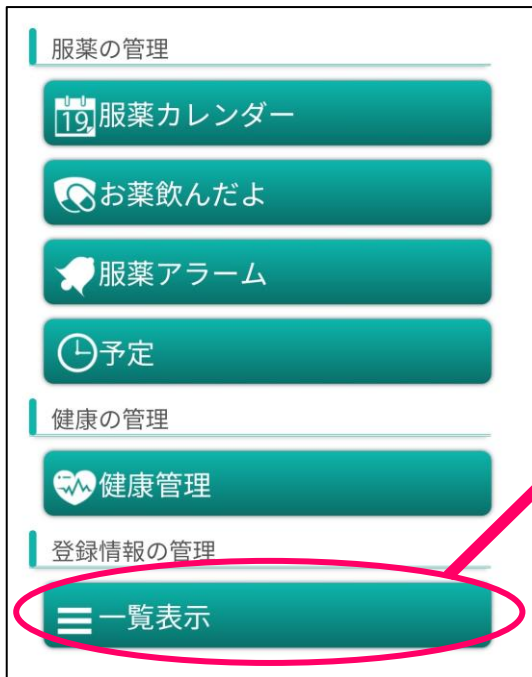 服薬の管理
19
服薬カレンダー
お薬飲んだよ
服薬アラーム
予定
健康の管理
健康管理
登録情報の管理
一覧表示